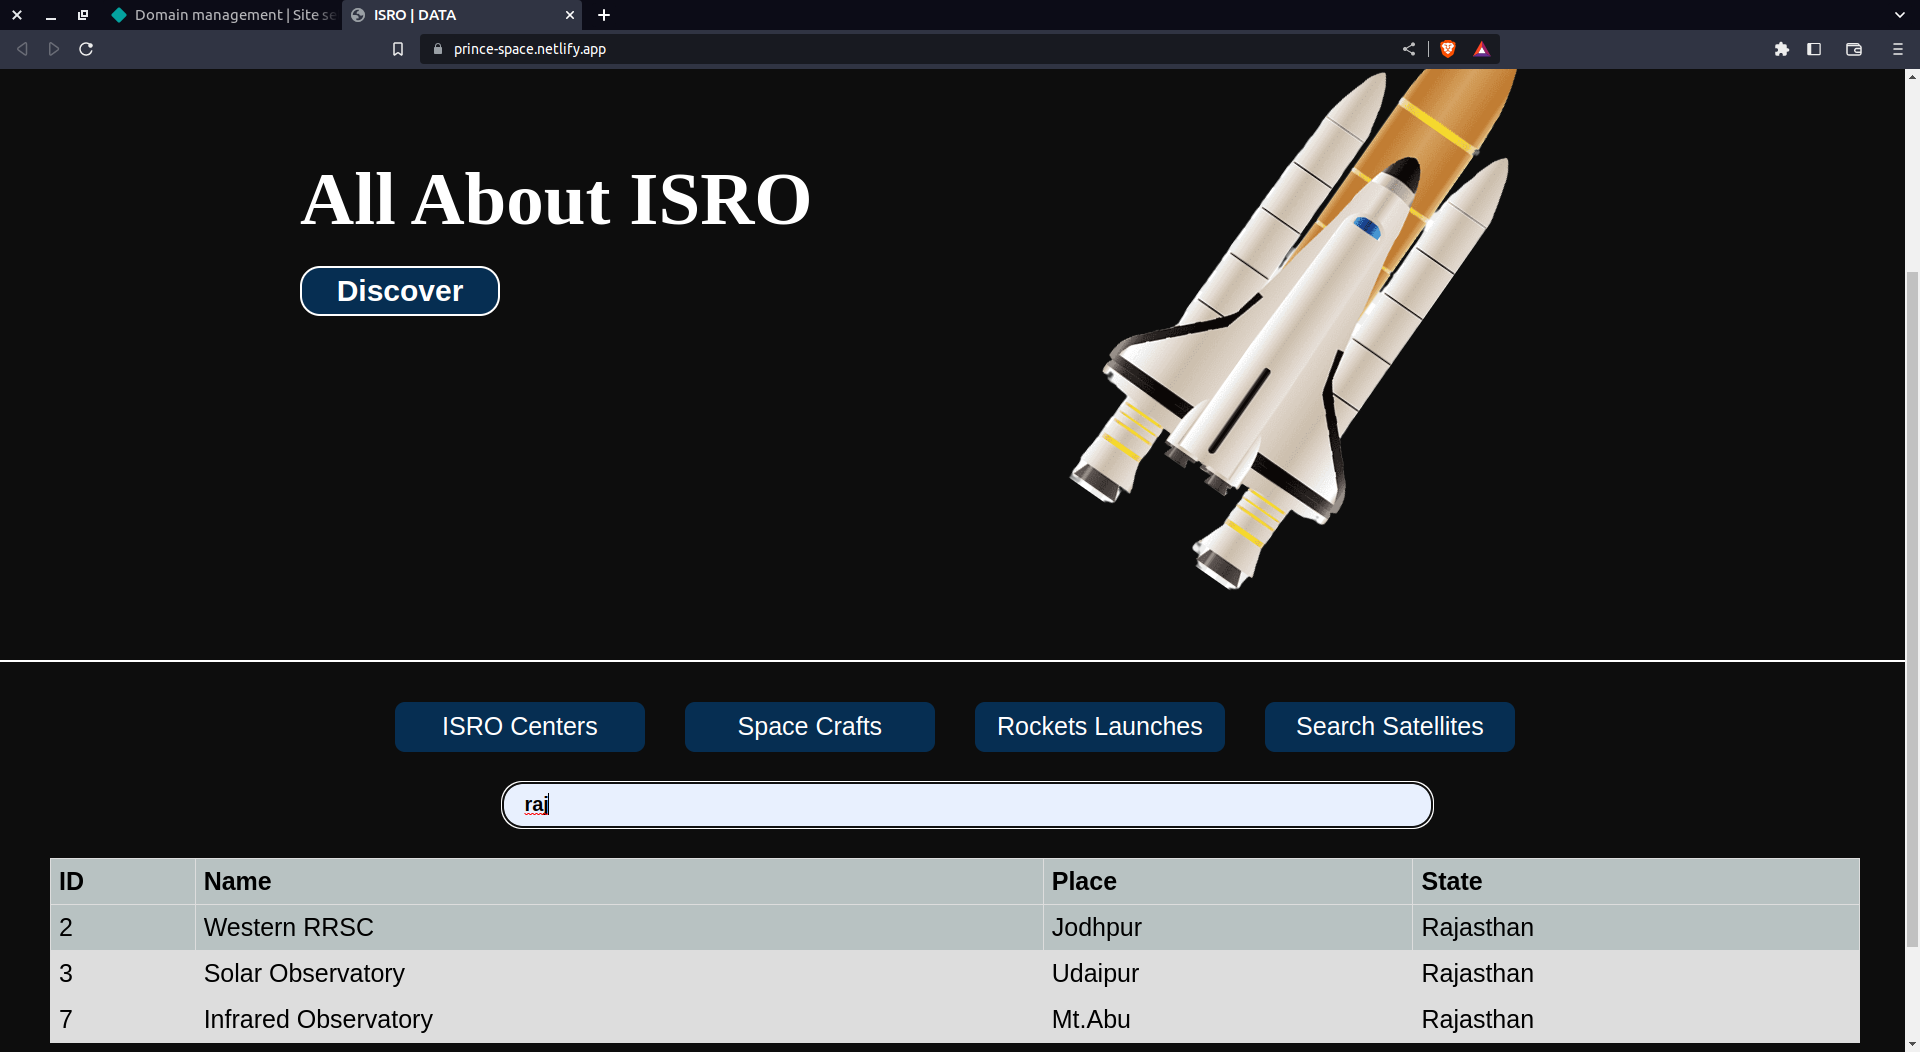 Domain management | Site se
ISRO | DATA
prince-space.netlify.app
All About ISRO
Discover
ISRO Centers Space Crafts Rockets Launches Search Satellites
raj
ID Name Place State
2 Western RRSC Jodhpur Rajasthan
3 Solar Observatory Udaipur Rajasthan
7 Infrared Observatory Mt.Abu Rajasthan